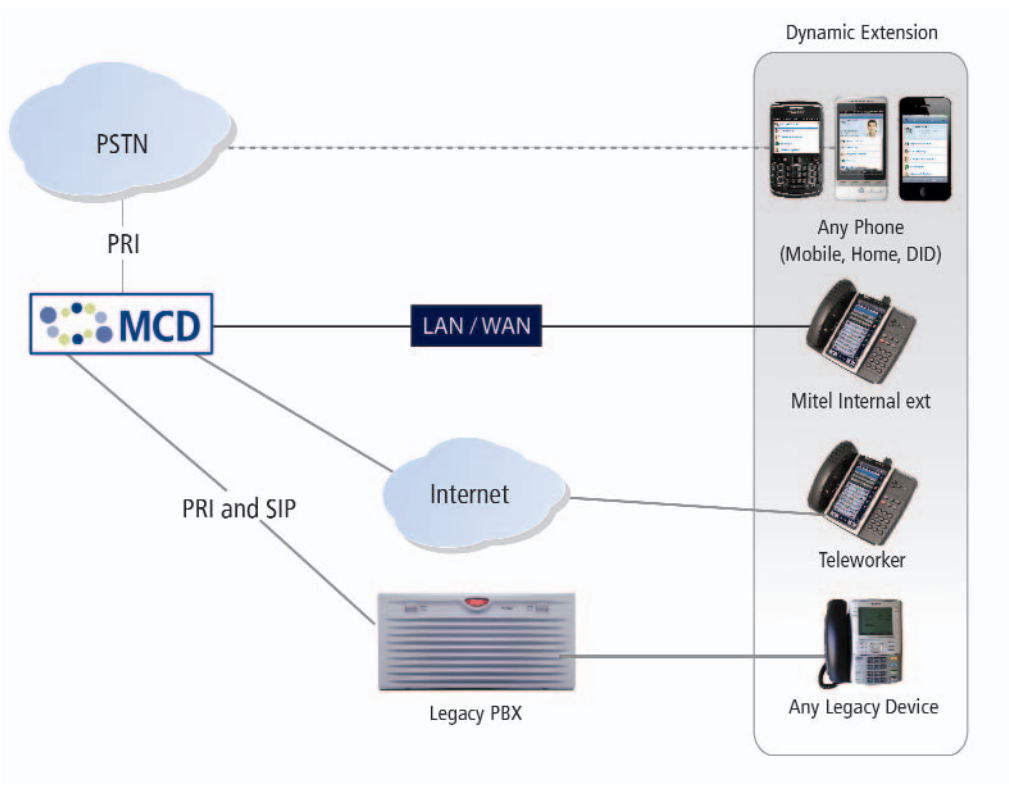 Dynamic Extension
PSTN
Any Phone
(Mobile, Home, DID)
PRI
MCD
LAN / WAN
Mitel Internal ext
Internet
PRI and SIP
Teleworker
Legacy PBX
Any Legacy Device